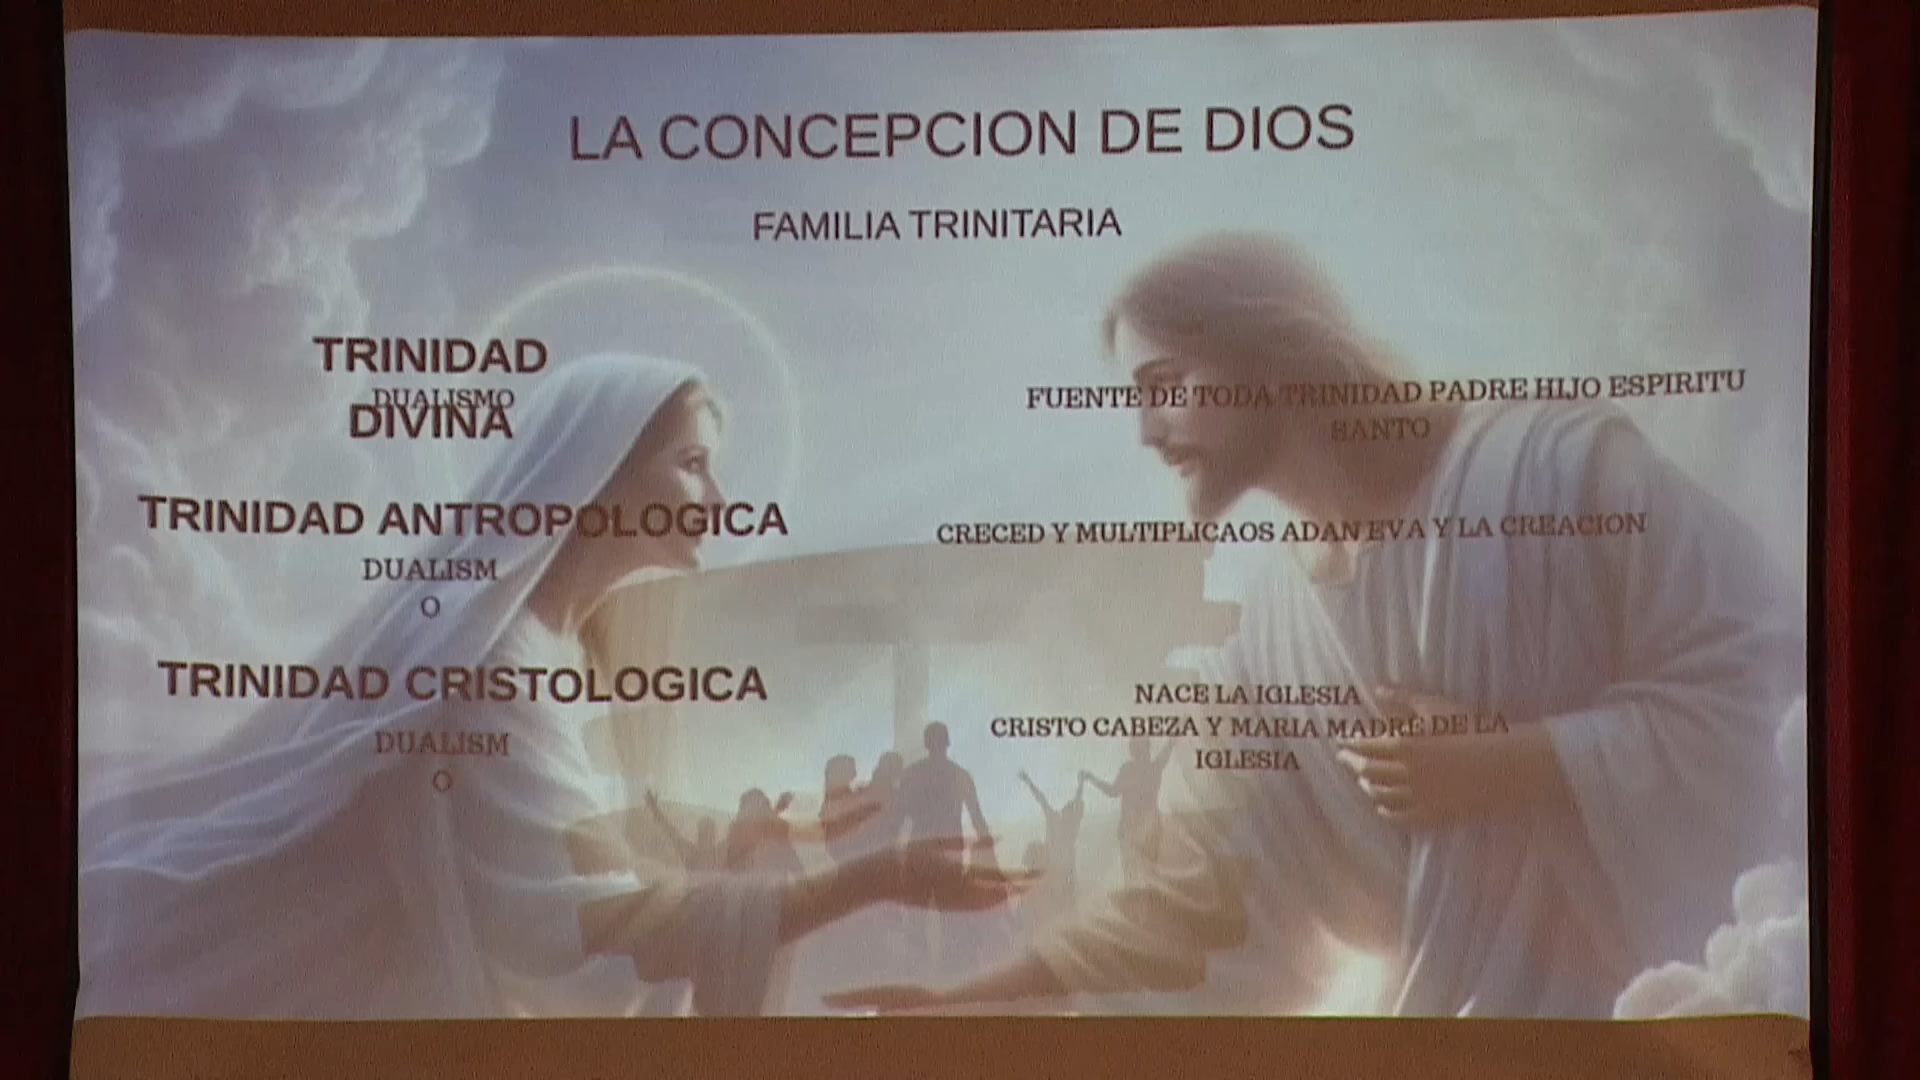 LA CONCEPCION DE DIOS
FAMILIA TRINITARIA
TRINIDAD
DUALISMO
DIVINA
FUENTE DE TODA TRINIDAD PADRE HIJO ESPIRITU
SANTO
TRINIDAD ANTROPOLOGICA
DUALISM
O
CRECED Y MULTIPLICAOS ADAN EVA Y LA CREACION
TRINIDAD CRISTOLOGICA
DUALISM
O
NACE LA IGLESIA
CRISTO CABEZA Y MARIA MADRE DE LA
IGLESIA